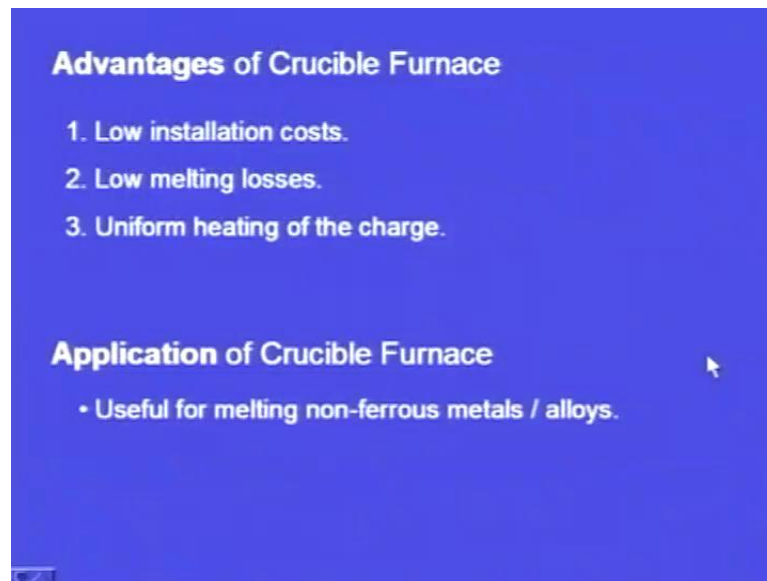 Advantages of Crucible Furnace
1. Low installation costs.
2. Low melting losses.
3. Uniform heating of the charge.
Application of Crucible Furnace
• Useful for melting non-ferrous metals / alloys.